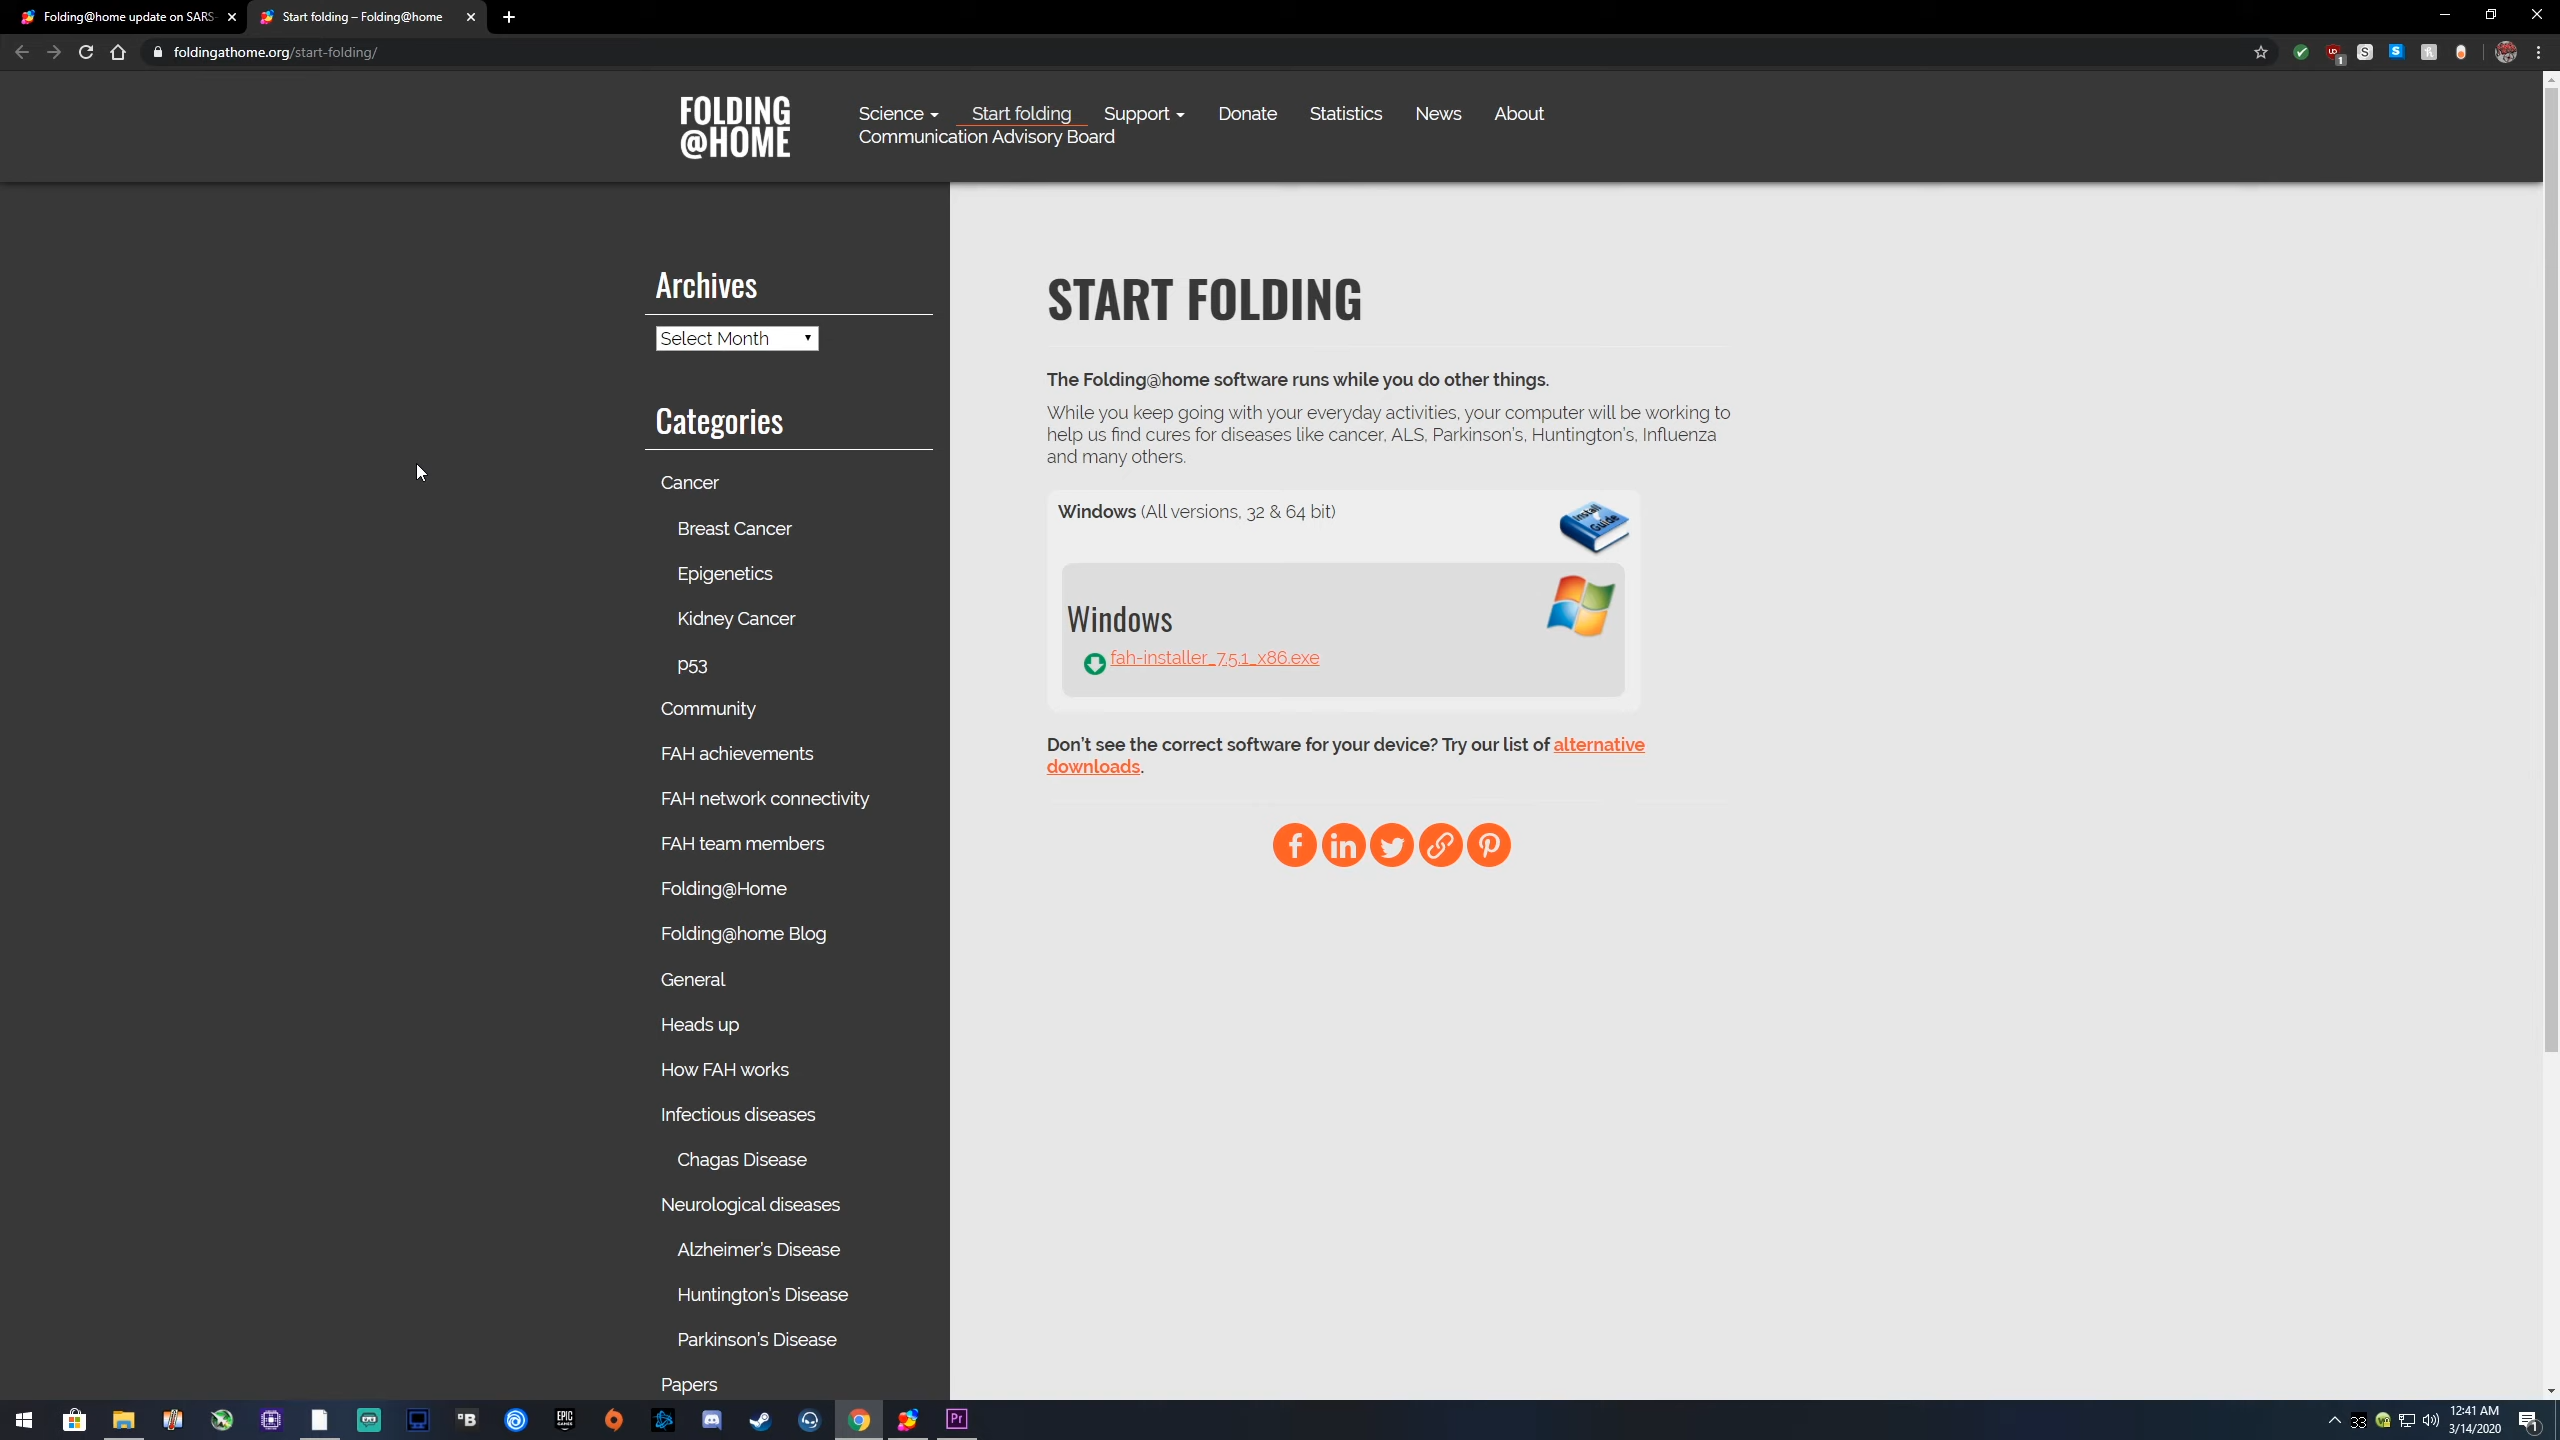 Folding@home update on SARS-
Start folding – Folding@home
foldingathome.org/start-folding/
FOLDING
@HOME
Science
Start folding
Support
Donate
Statistics
News
About
Communication Advisory Board
Archives
Select Month
Categories
Cancer
Breast Cancer
Epigenetics
Kidney Cancer
p53
Community
FAH achievements
FAH network connectivity
FAH team members
Folding@Home
Folding@home Blog
General
Heads up
How FAH works
Infectious diseases
Chagas Disease
Neurological diseases
Alzheimer's Disease
Huntington's Disease
Parkinson's Disease
Papers
START FOLDING
The Folding@home software runs while you do other things.
While you keep going with your everyday activities, your computer will be working to
help us find cures for diseases like cancer, ALS, Parkinson's, Huntington's, Influenza
and many others.
Windows (All versions, 32 & 64 bit)
Install
Guide
Windows
fah-installer_7.5.1_x86.exe
Don't see the correct software for your device? Try our list of alternative
downloads.
B
EPIC
GAMES
Pr
33
12:41 AM
3/14/2020
1